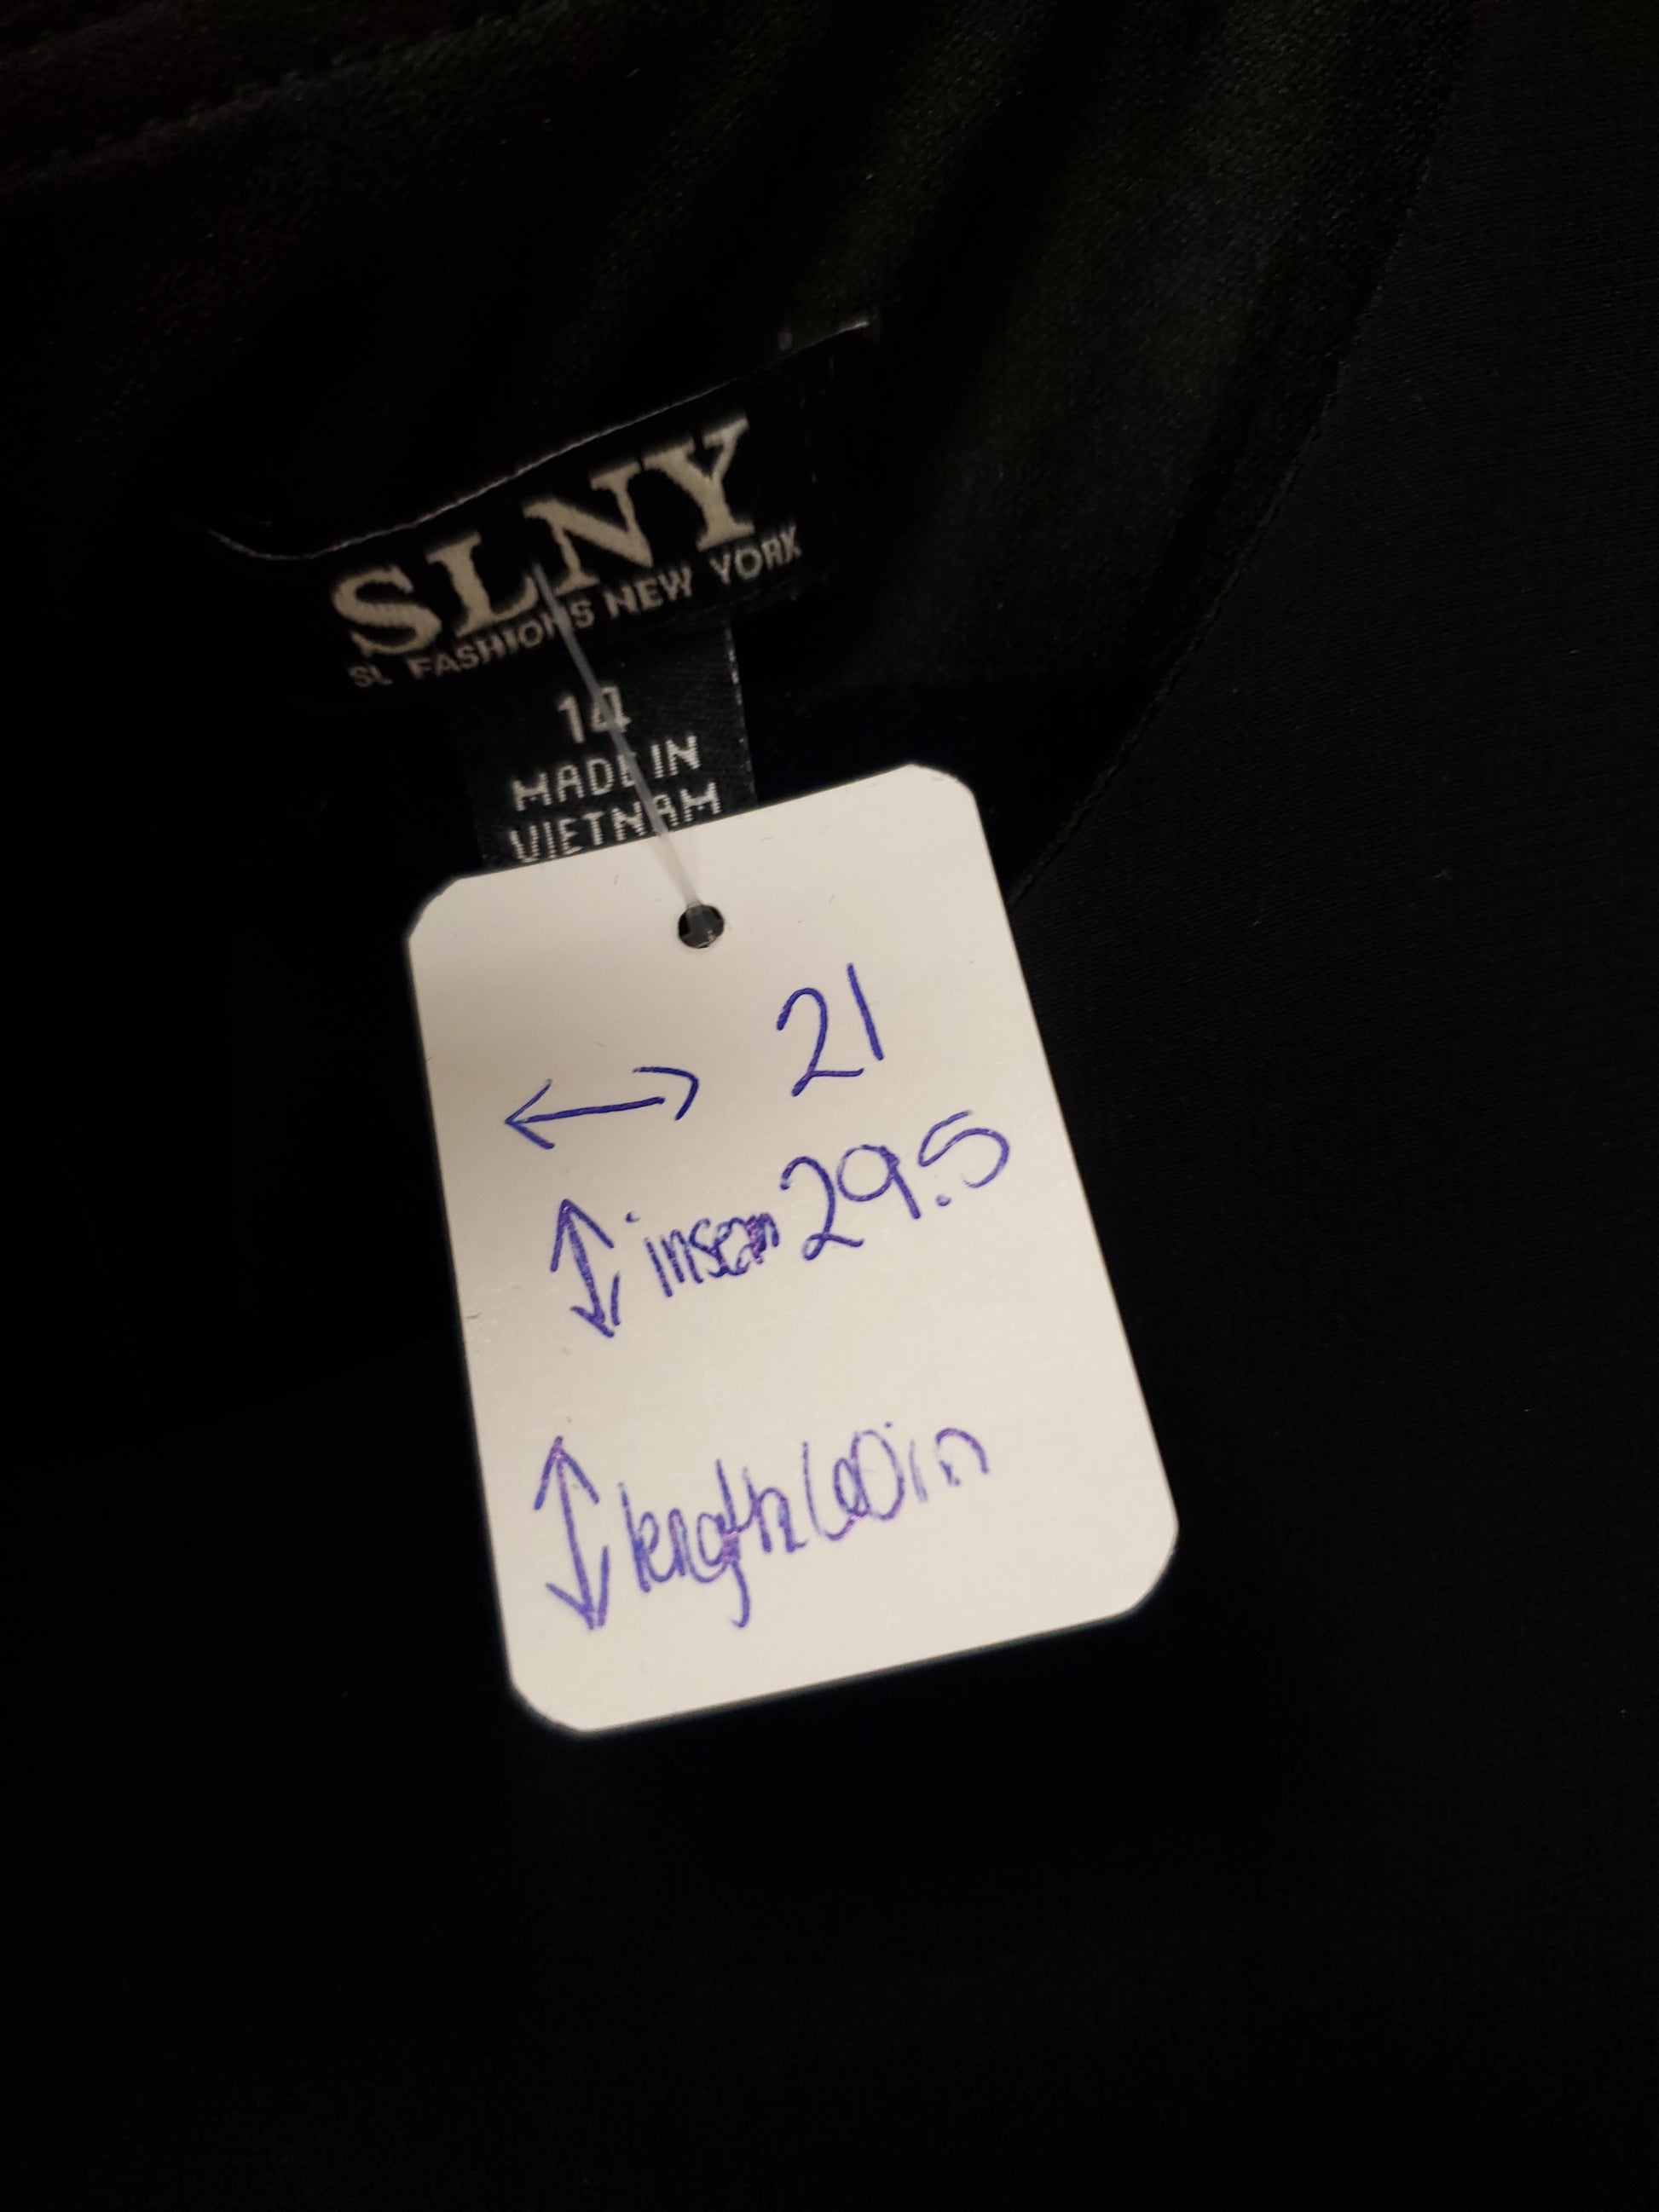 SLNY
SL FASHIONS NEW YORK
14
MADE IN
VIETNAM
21
inseam 29.5
length 60in